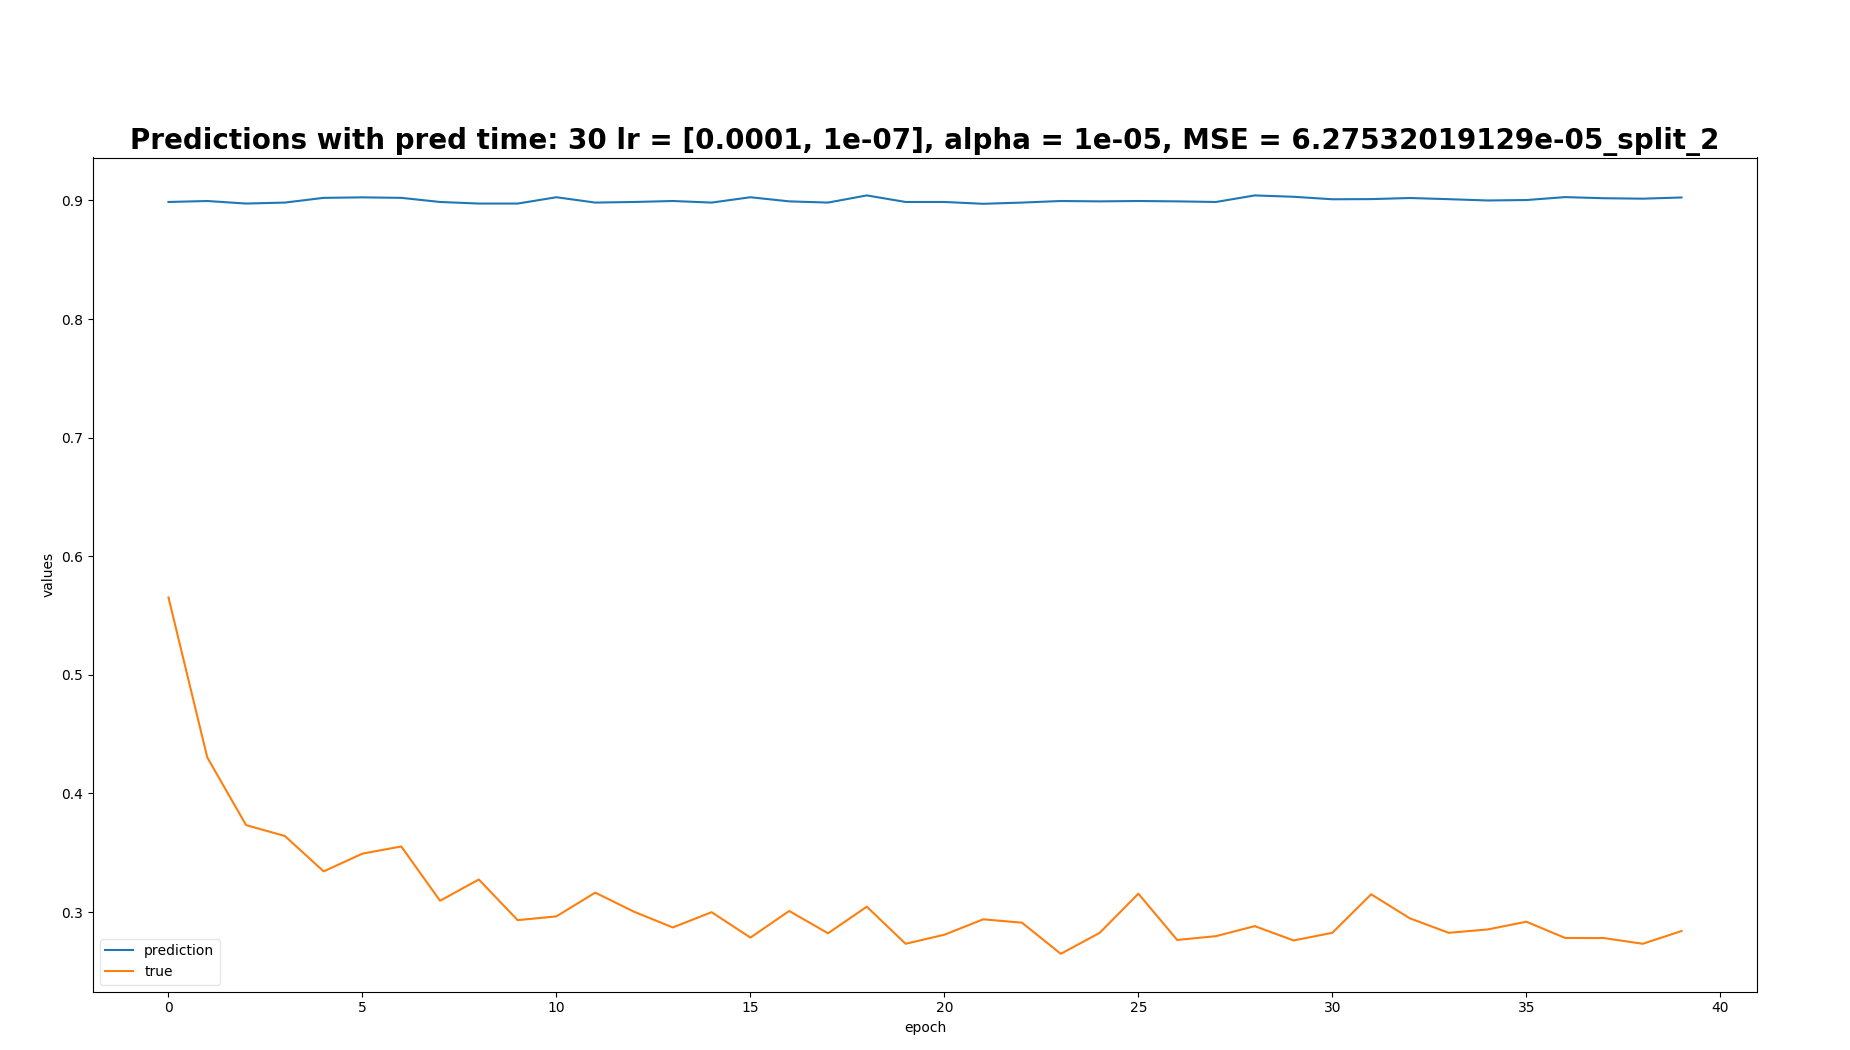 Predictions with pred time: 30 lr = [0.0001, 1e-07], alpha = 1e-05, MSE = 6.27532019129e-05_split_2
0.9
0.8
0.7
0.6
0.5
0.4
0.3
values
prediction
true
0 5 10 15 20 25 30 35 40
epoch